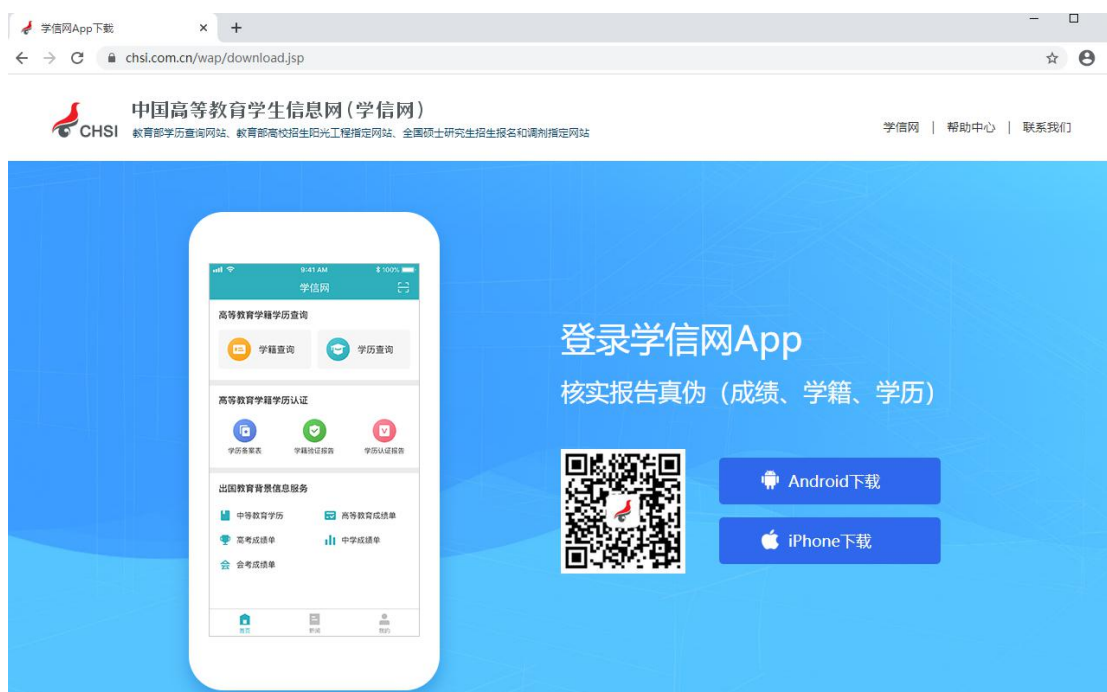 学信网App下载
chsi.com.cn/wap/download.jsp
中国高等教育学生信息网(学信网)
CHSI
教育部学历查询网站、教育部高校招生阳光工程指定网站、全国硕士研究生招生报名和调剂指定网站
学信网 | 帮助中心 | 联系我们
9:41 AM 100%
学信网
高等教育学籍学历查询
学籍查询 学历查询
高等教育学籍学历认证
学历备案表 学籍验证报告 学历认证报告
出国教育背景信息服务
中等教育学历 高等教育成绩单
高考成绩单 中学成绩单
会考成绩单
首页 新闻 我的
登录学信网App
核实报告真伪（成绩、学籍、学历）
Android下载
iPhone下载